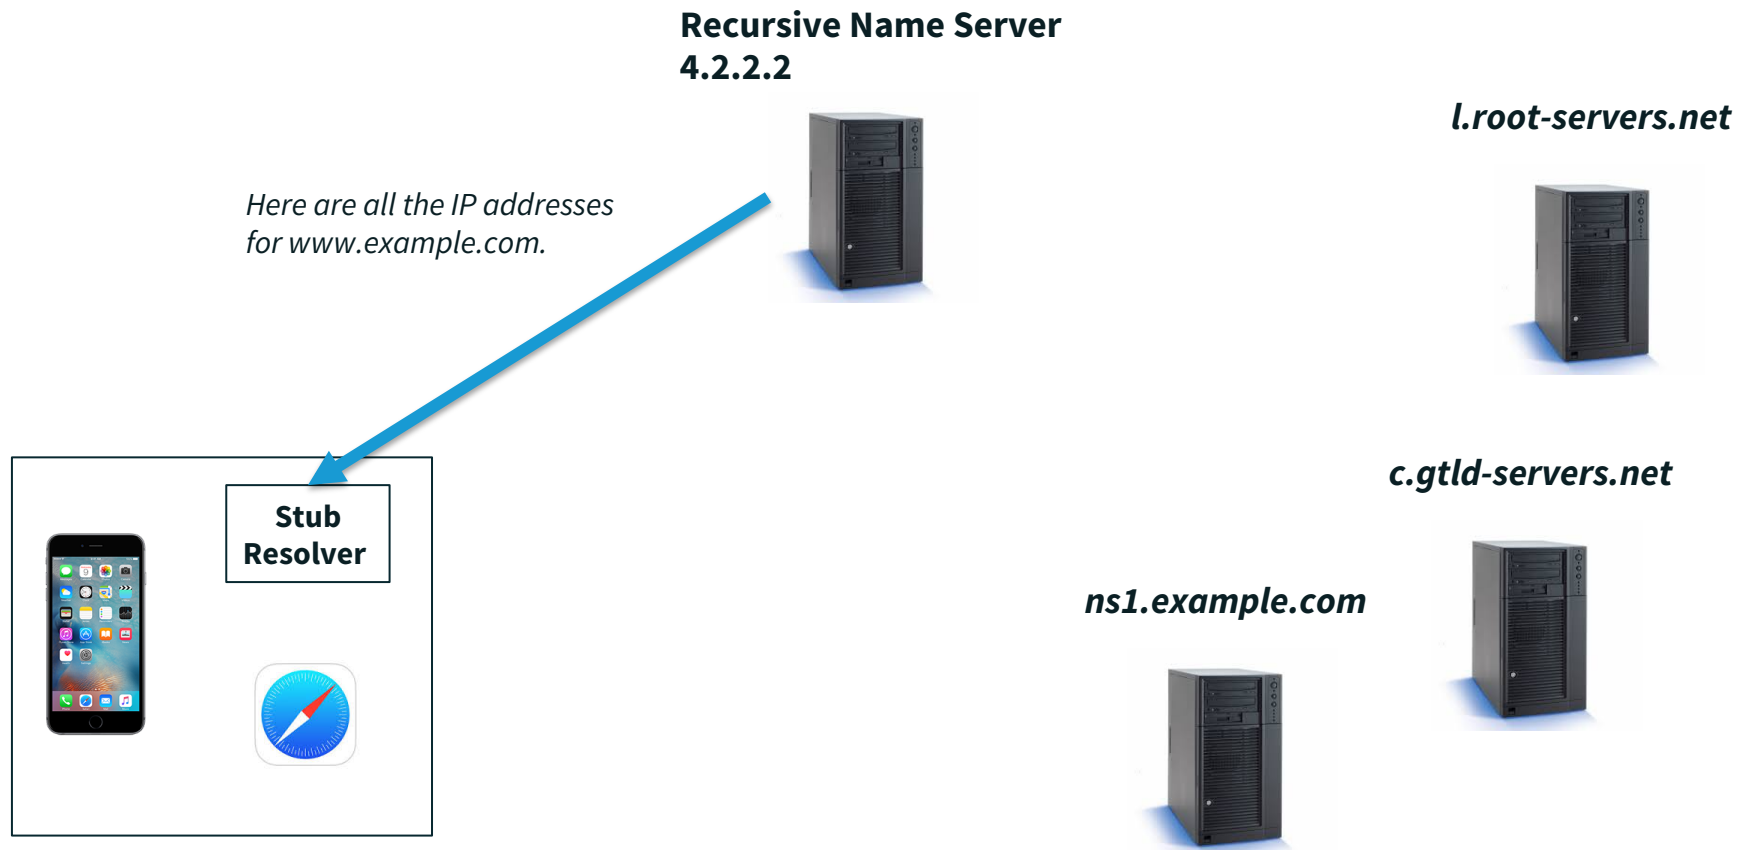 Recursive Name Server
4.2.2.2
l.root-servers.net
Here are all the IP addresses
for www.example.com.
c.gtld-servers.net
Stub
Resolver
ns1.example.com